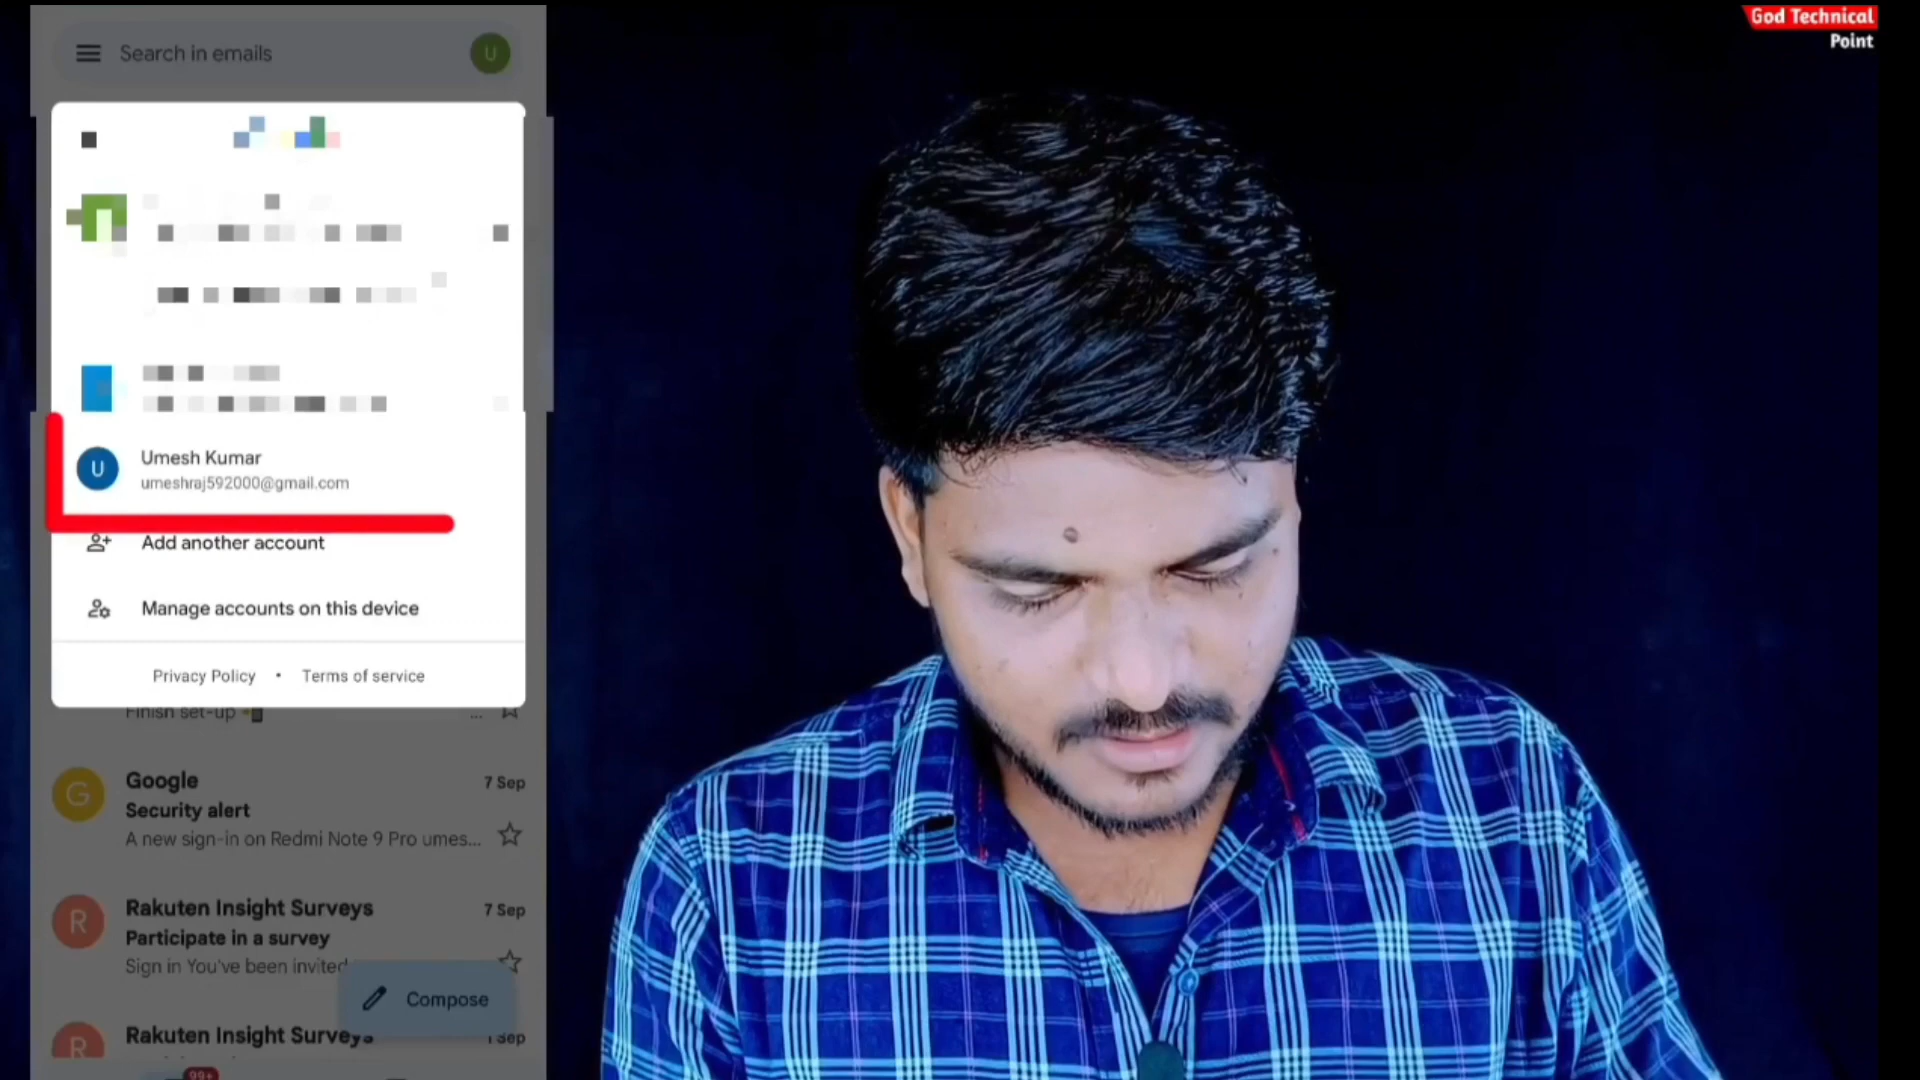 God Technical
Point
Search in emails
U
U
Umesh Kumar
umeshraj592000@gmail.com
Add another account
Manage accounts on this device
Privacy Policy • Terms of service
Finish set-up
...
G
Google
7 Sep
Security alert
A new sign-in on Redmi Note 9 Pro umes...
R
Rakuten Insight Surveys
7 Sep
Participate in a survey
Sign in You've been invited
Compose
R
Rakuten Insight Surveys
1 Sep
99+